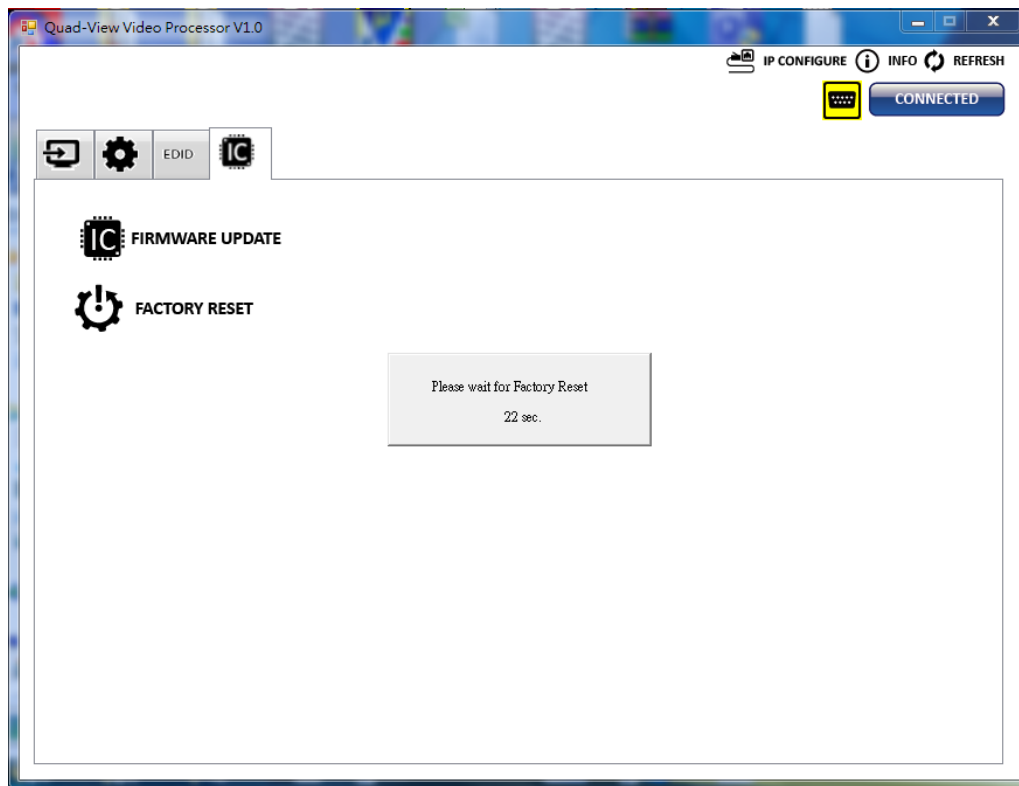 Quad-View Video Processor V1.0
IP CONFIGURE INFO REFRESH
CONNECTED
EDID IC
IC FIRMWARE UPDATE
FACTORY RESET
Please wait for Factory Reset
22 sec.